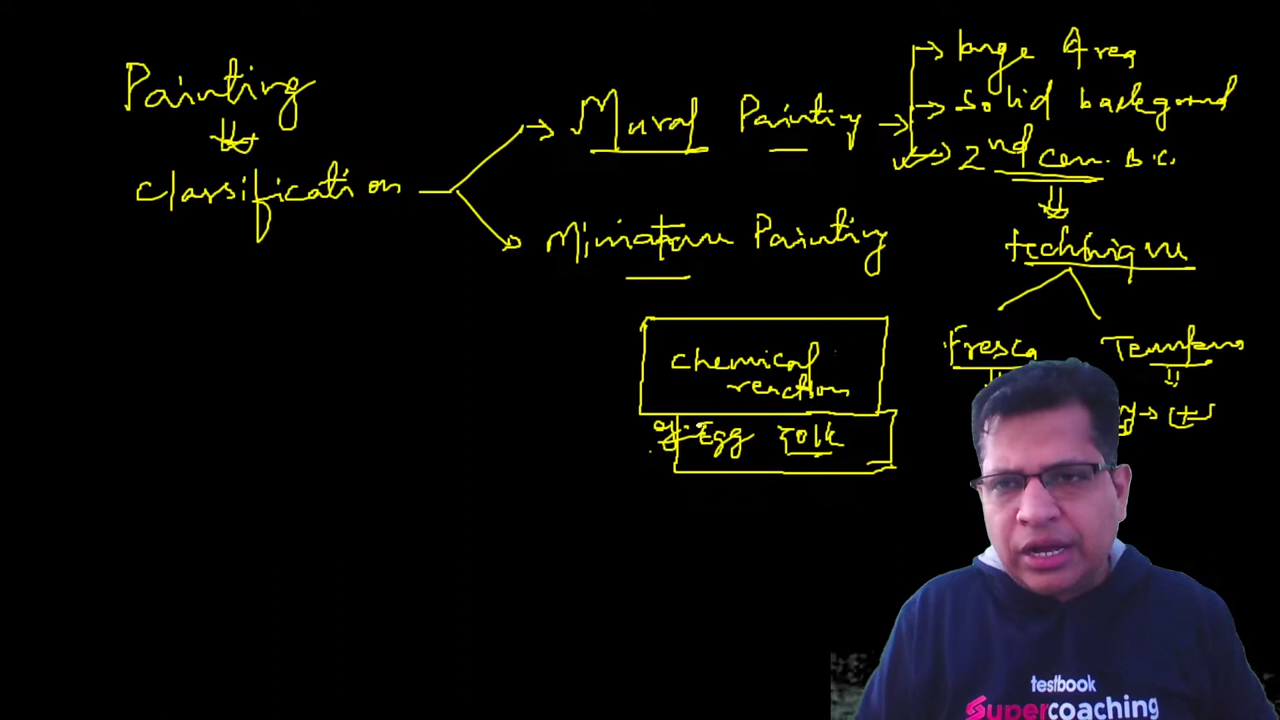 Painting
classification
Mural Painting
Miniature Painting
large Area
Solid background
2nd cen. B.C.
technique
Fresco
Tempera
chemical
reaction
Egg Yolk
testbook
Supercoaching